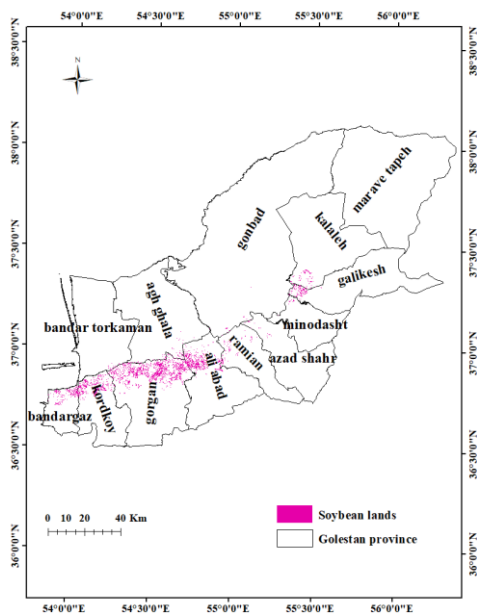 54°0'0"E 54°30'0"E 55°0'0"E 55°30'0"E 56°0'0"E
38°30'0"N
38°30'0"N
N
38°0'0"N
38°0'0"N
marave tapeh
gonbad
kalaleh
37°30'0"N
37°30'0"N
galikesh
agh ghala
bandar torkaman
minodasht
ramian
azad shahr
37°0'0"N
37°0'0"N
ali abad
gorgan
kordkoy
bandargaz
36°30'0"N
36°30'0"N
0 10 20 40 Km
Soybean lands
Golestan province
36°0'0"N
36°0'0"N
54°0'0"E 54°30'0"E 55°0'0"E 55°30'0"E 56°0'0"E